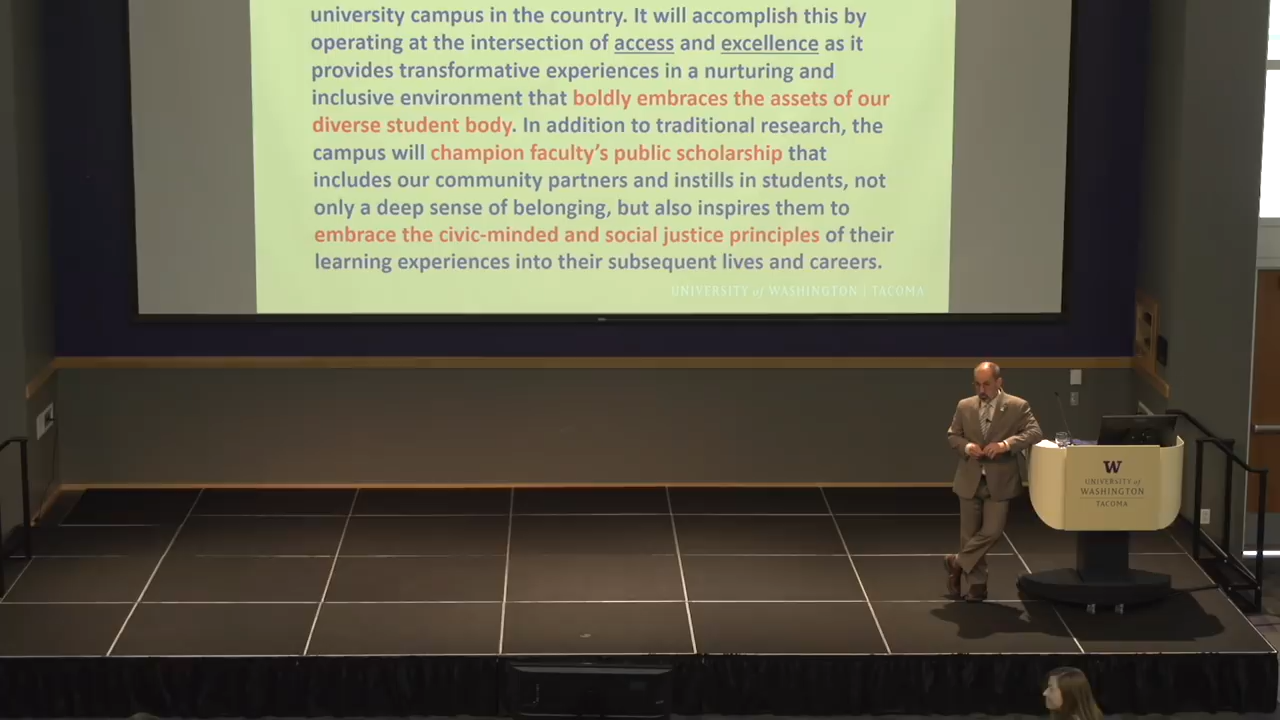 university campus in the country. It will accomplish this by
operating at the intersection of access and excellence as it
provides transformative experiences in a nurturing and
inclusive environment that boldly embraces the assets of our
diverse student body. In addition to traditional research, the
campus will champion faculty's public scholarship that
includes our community partners and instills in students, not
only a deep sense of belonging, but also inspires them to
embrace the civic-minded and social justice principles of their
learning experiences into their subsequent lives and careers.
UNIVERSITY of WASHINGTON | TACOMA
W
UNIVERSITY of
WASHINGTON
TACOMA